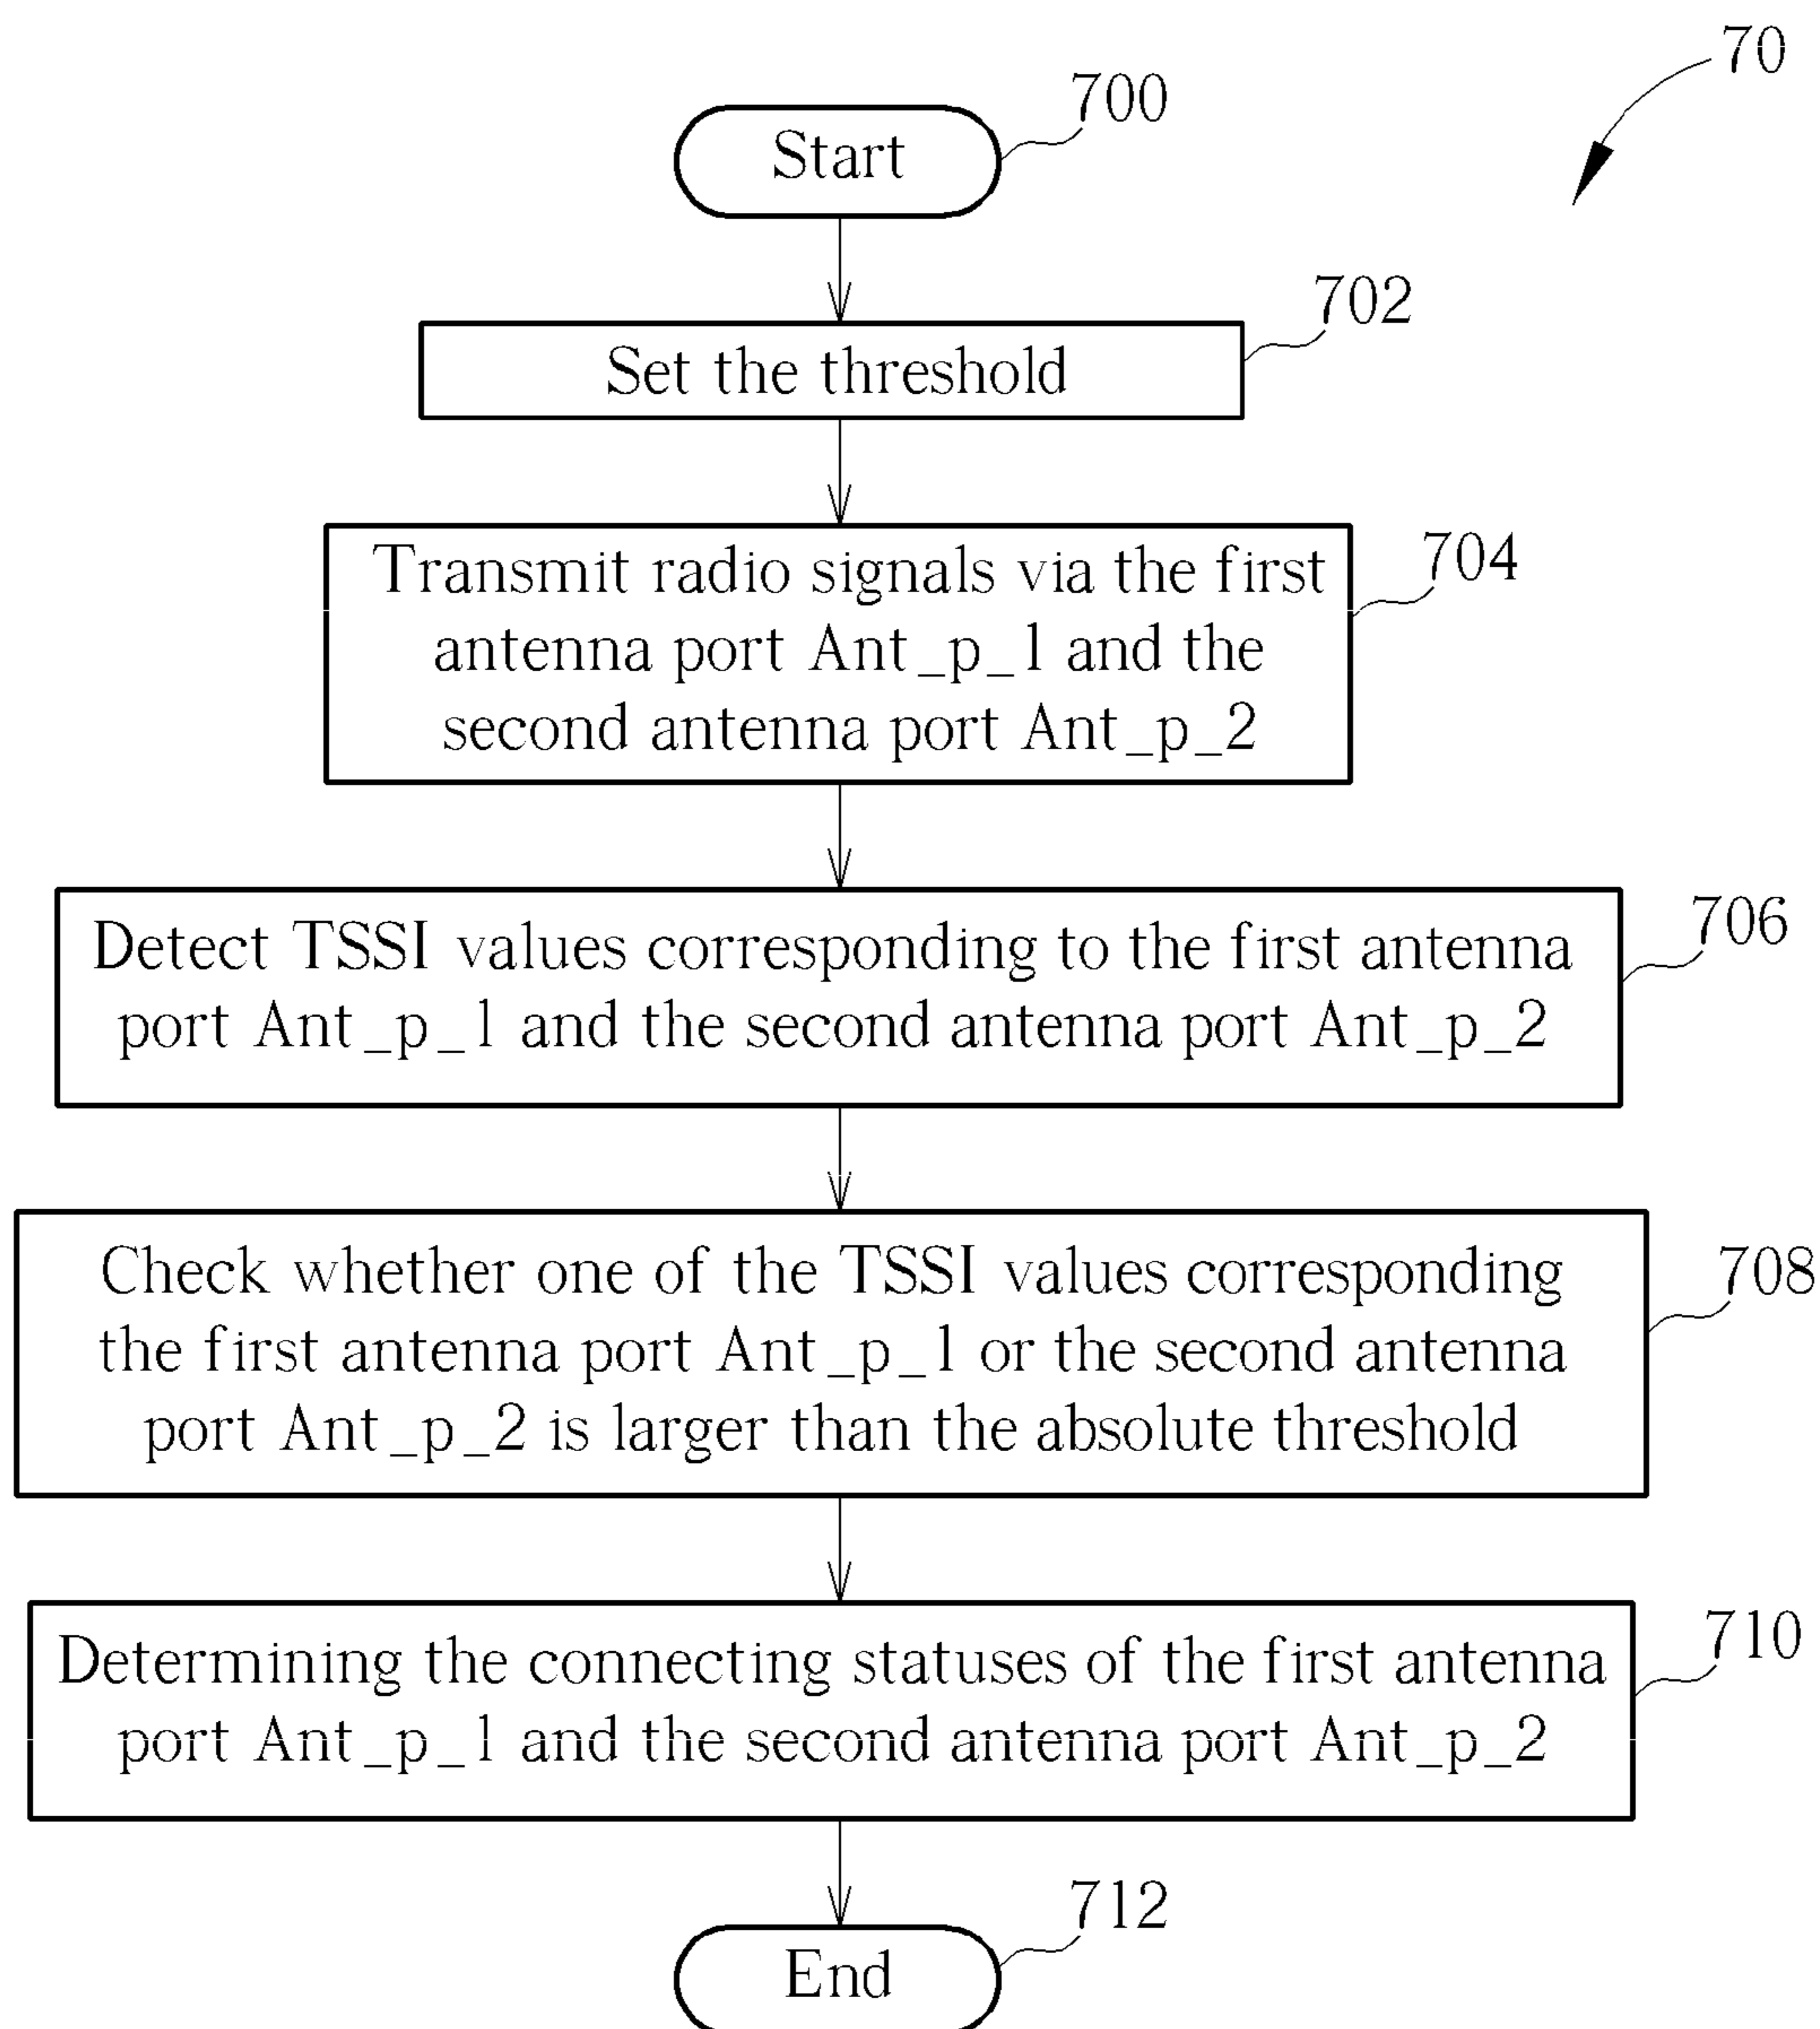 70
700
Start
702
Set the threshold
704
Transmit radio signals via the first
antenna port Ant_p_1 and the
second antenna port Ant_p_2
706
Detect TSSI values corresponding to the first antenna
port Ant_p_1 and the second antenna port Ant_p_2
708
Check whether one of the TSSI values corresponding
the first antenna port Ant_p_1 or the second antenna
port Ant_p_2 is larger than the absolute threshold
710
Determining the connecting statuses of the first antenna
port Ant_p_1 and the second antenna port Ant_p_2
712
End